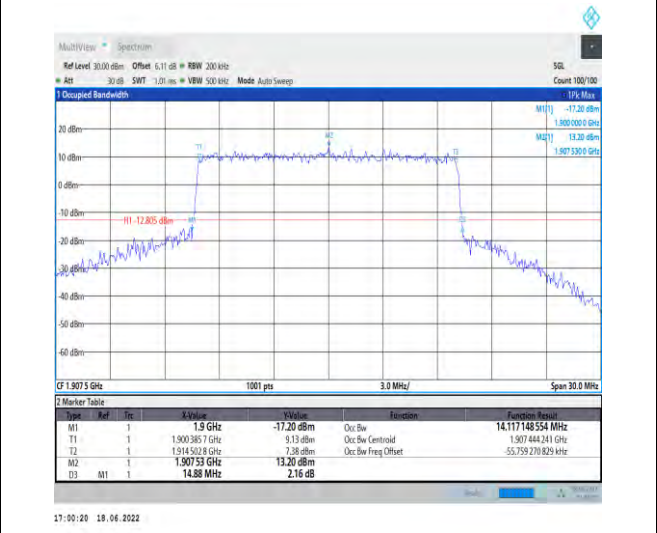 MultiView Spectrum
Ref Level 30.00 dBm Offset 6.11 dB RBW 200 kHz SGL
Att 30 dB SWT 1.01 ms VBW 500 kHz Mode Auto Sweep Count 100/100
1 Occupied Bandwidth 1Pk Max
M1[1] -17.20 dBm
1.900 000 0 GHz
M2[1] 13.20 dBm
1.907 530 0 GHz
20 dBm
M2
T1 T2
10 dBm
0 dBm
-10 dBm
H1 -12.805 dBm M1 D3
-20 dBm
-30 dBm
-40 dBm
-50 dBm
-60 dBm
CF 1.907 5 GHz 1001 pts 3.0 MHz/ Span 30.0 MHz
2 Marker Table
Type Ref Trc X-Value Y-Value Function Function Result
M1 1 1.9 GHz -17.20 dBm Occ Bw 14.117 148 554 MHz
T1 1 1.900 385 7 GHz 9.13 dBm Occ Bw Centroid 1.907 444 241 GHz
T2 1 1.914 502 8 GHz 7.38 dBm Occ Bw Freq Offset -55.759 270 829 kHz
M2 1 1.907 53 GHz 13.20 dBm
D3 M1 1 14.88 MHz 2.16 dB
17:00:20 18.06.2022